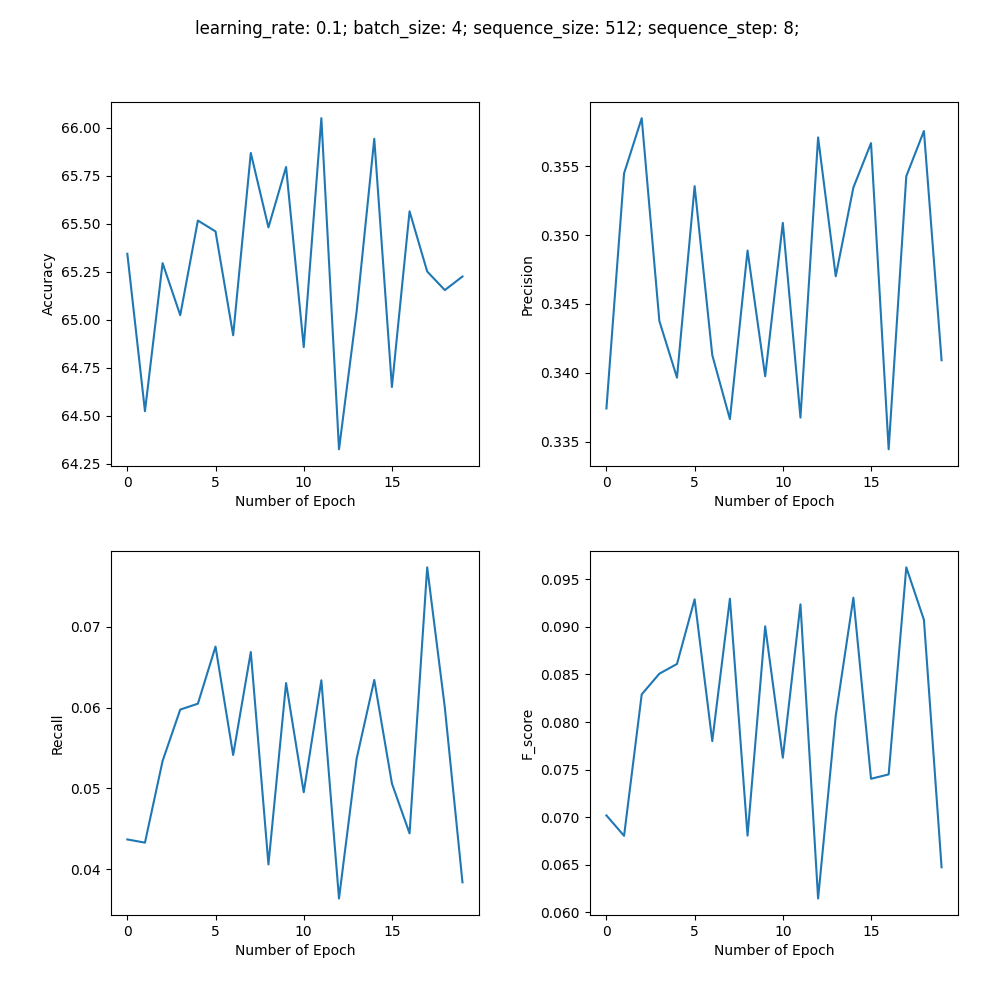 learning_rate: 0.1; batch_size: 4; sequence_size: 512; sequence_step: 8;
66.00
65.75
65.50
65.25
65.00
64.75
64.50
64.25
Accuracy
0 5 10 15
Number of Epoch
0.355
0.350
0.345
0.340
0.335
Precision
0 5 10 15
Number of Epoch
0.07
0.06
0.05
0.04
Recall
0 5 10 15
Number of Epoch
0.095
0.090
0.085
0.080
0.075
0.070
0.065
0.060
F_score
0 5 10 15
Number of Epoch